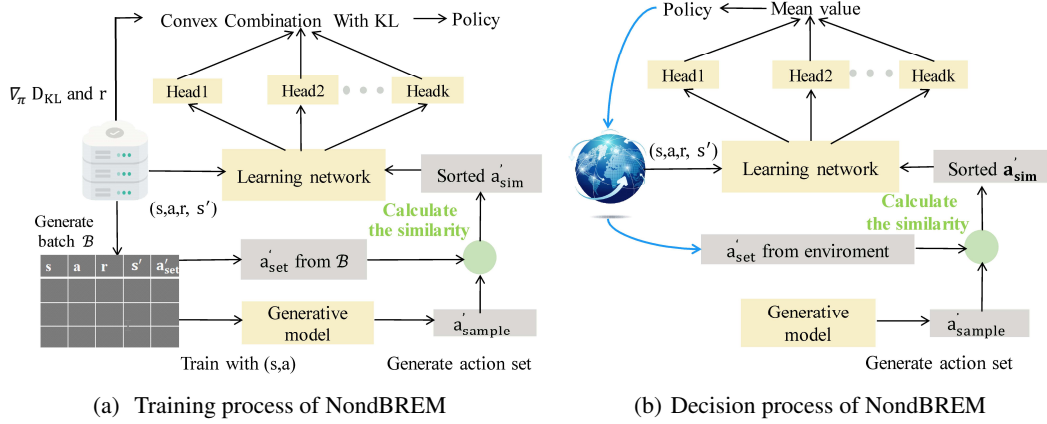 Convex Combination With KL Policy
Head1 Head2 Headk
∇π DKL and r
Learning network
Sorted a'sim
(s,a,r, s′)
Calculate
the similarity
Generate
batch ℬ
s a r s′ a'set
a'set from ℬ
Generative
model
a'sample
Train with (s,a)
Generate action set
(a) Training process of NondBREM
Policy Mean value
Head1 Head2 Headk
(s,a,r, s′)
Learning network
Sorted a'sim
Calculate
the similarity
a'set from enviroment
Generative
model
a'sample
Generate action set
(b) Decision process of NondBREM